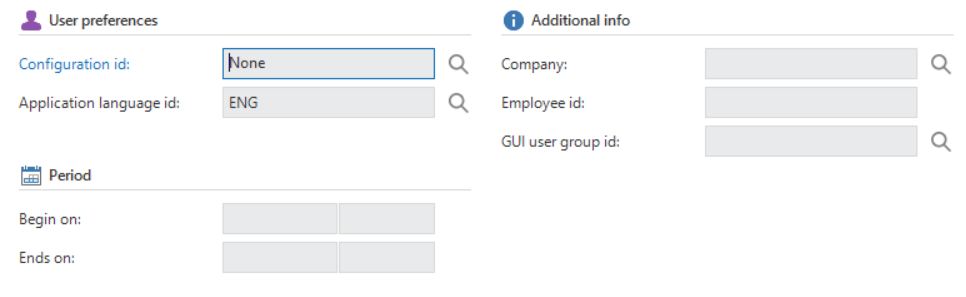 User preferences
Configuration id: None
Application language id: ENG
Period
Begin on:
Ends on:
Additional info
Company:
Employee id:
GUI user group id: